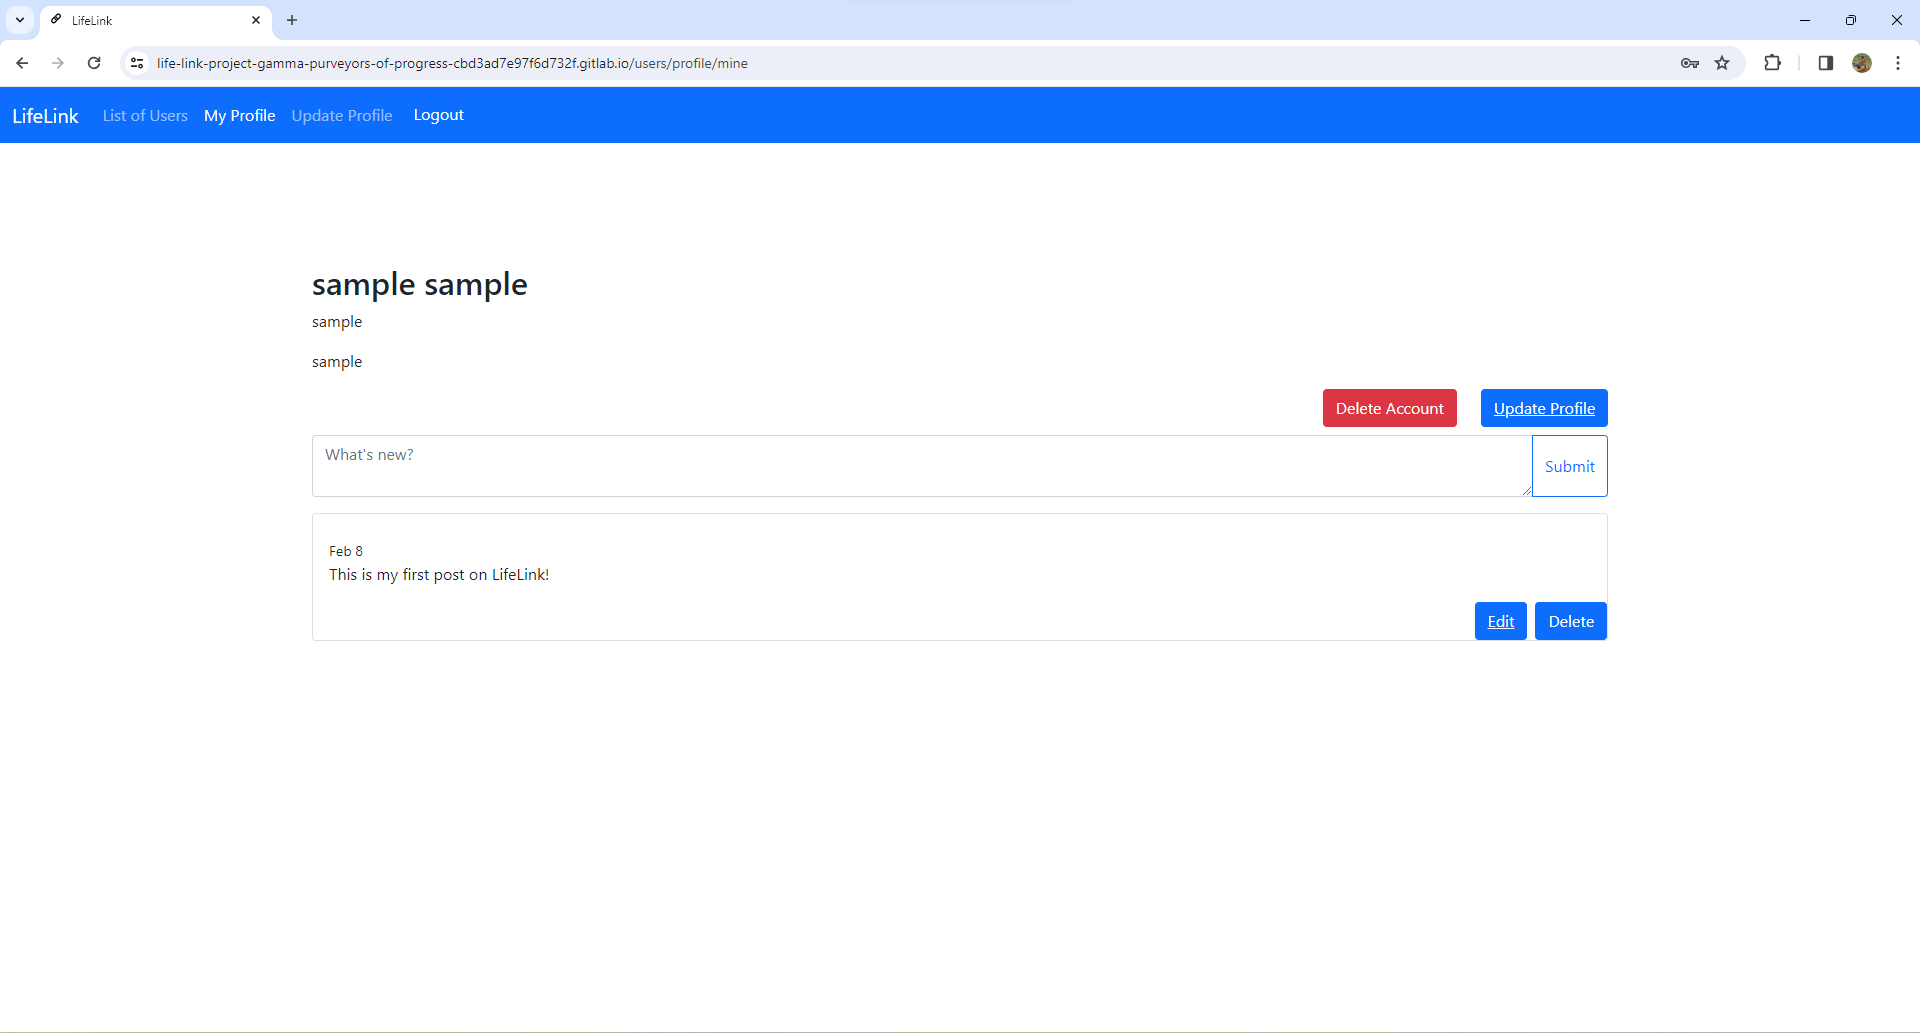 LifeLink
life-link-project-gamma-purveyors-of-progress-cbd3ad7e97f6d732f.gitlab.io/users/profile/mine
LifeLink List of Users My Profile Update Profile Logout
sample sample
sample
sample
Delete Account Update Profile
What's new? Submit
Feb 8
This is my first post on LifeLink!
Edit Delete